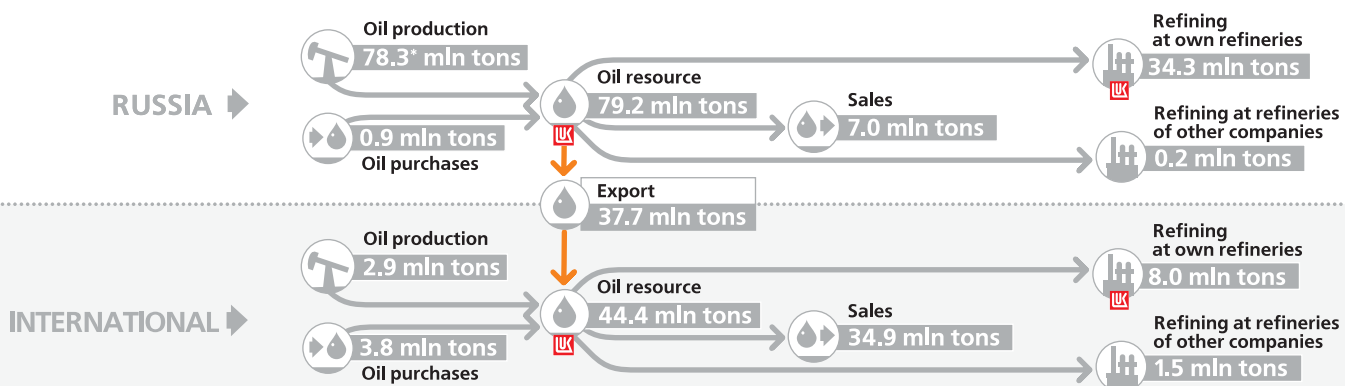 RUSSIA
Oil production
78.3* mln tons
0.9 mln tons
Oil purchases
Oil resource
79.2 mln tons
Sales
7.0 mln tons
Refining
at own refineries
34.3 mln tons
Refining at refineries
of other companies
0.2 mln tons
Export
37.7 mln tons
INTERNATIONAL
Oil production
2.9 mln tons
3.8 mln tons
Oil purchases
Oil resource
44.4 mln tons
Sales
34.9 mln tons
Refining
at own refineries
8.0 mln tons
Refining at refineries
of other companies
1.5 mln tons